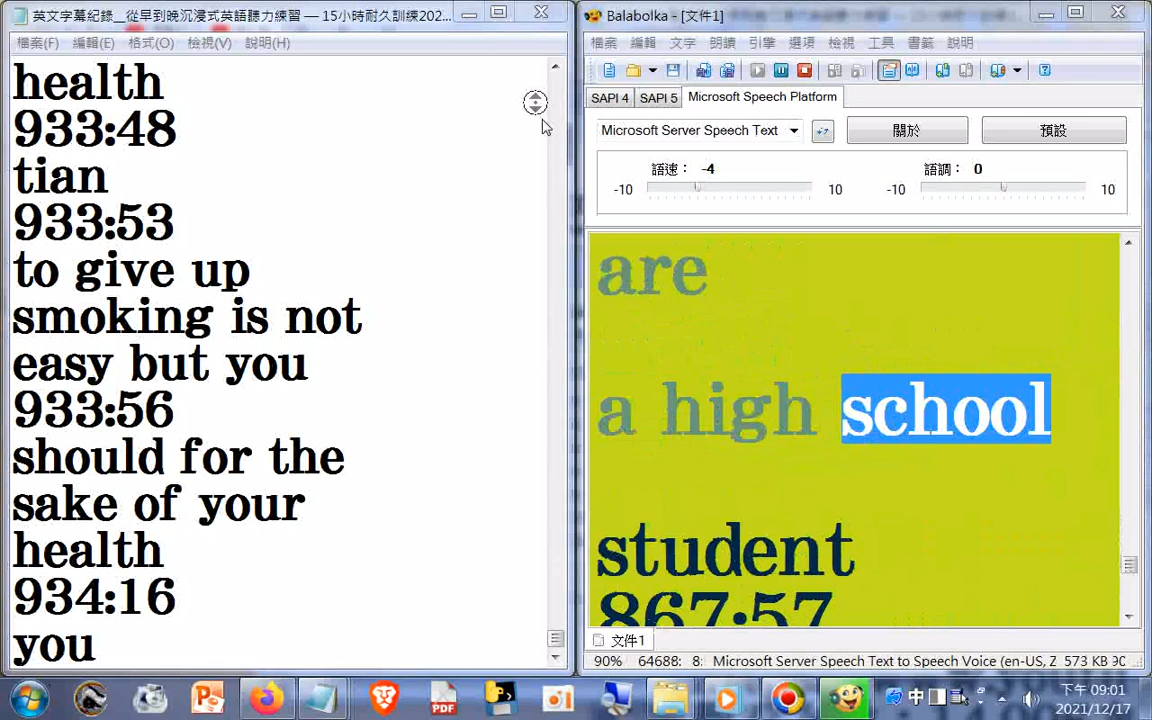 英文字幕紀錄__從早到晚沉浸式英語聽力練習 — 15小時耐久訓練202...
檔案(F) 編輯(E) 格式(O) 檢視(V) 說明(H)
health
933:48
tian
933:53
to give up
smoking is not
easy but you
933:56
should for the
sake of your
health
934:16
you
Balabolka - [文件1]
檔案 編輯 文字 朗讀 引擎 選項 檢視 工具 書籤 說明
SAPI 4 SAPI 5 Microsoft Speech Platform
Microsoft Server Speech Text 關於 預設
語速： -4 語調： 0
-10 10 -10 10
are
a high school
student
867:57
文件1
90% 64688: 8: Microsoft Server Speech Text to Speech Voice (en-US, Z 573 KB
中
下午 09:01
2021/12/17